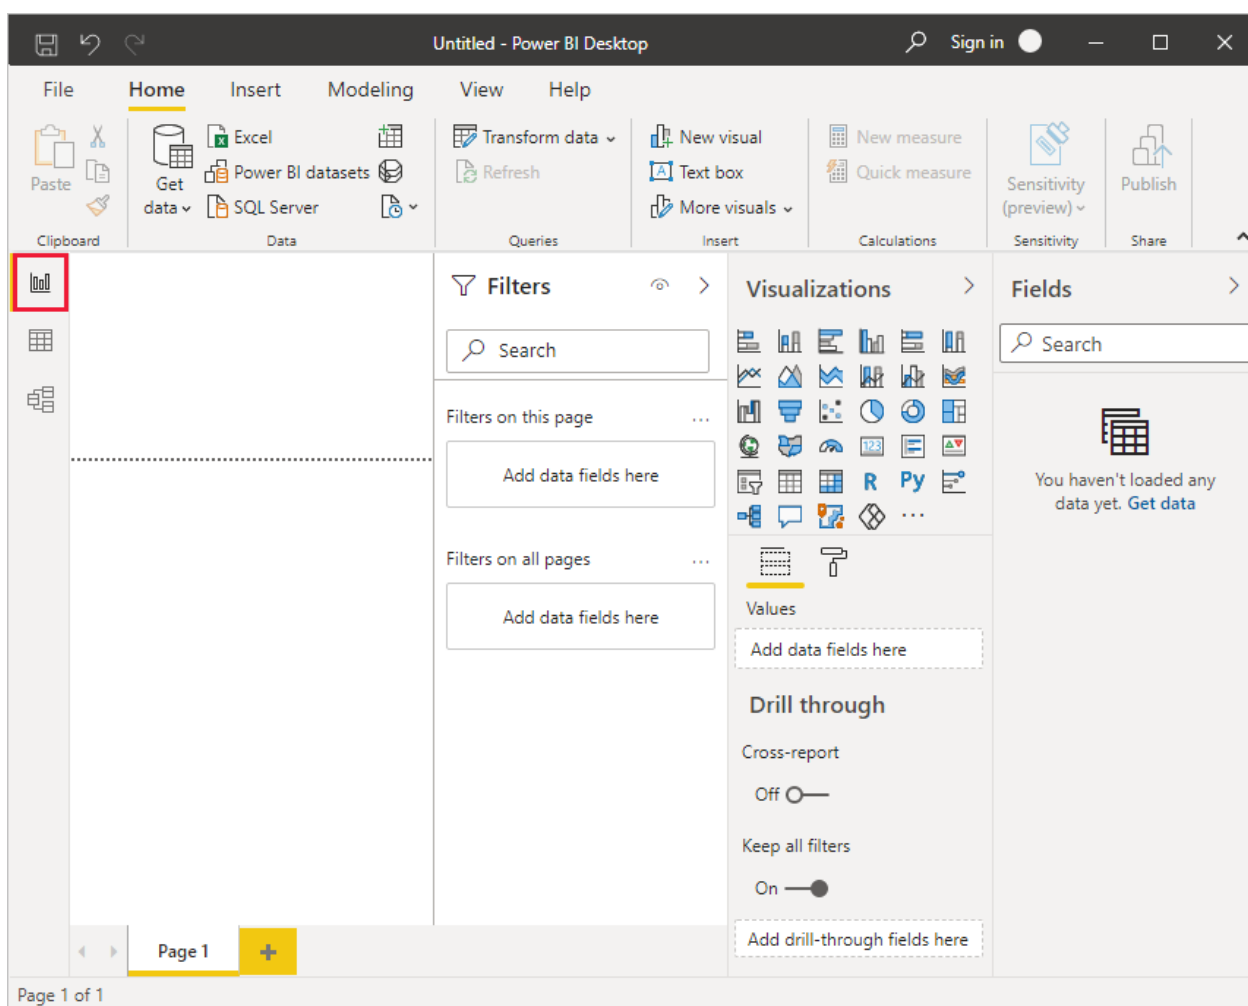 Untitled - Power BI Desktop
Sign in
File Home Insert Modeling View Help
Paste
Clipboard
Get data
Excel
Power BI datasets
SQL Server
Data
Transform data
Refresh
Queries
New visual
Text box
More visuals
Insert
New measure
Quick measure
Calculations
Sensitivity
(preview)
Sensitivity
Publish
Share
Filters
Search
Filters on this page
Add data fields here
Filters on all pages
Add data fields here
Visualizations
123
R
Py
Values
Add data fields here
Drill through
Cross-report
Off
Keep all filters
On
Add drill-through fields here
Fields
Search
You haven't loaded any
data yet. Get data
Page 1
Page 1 of 1